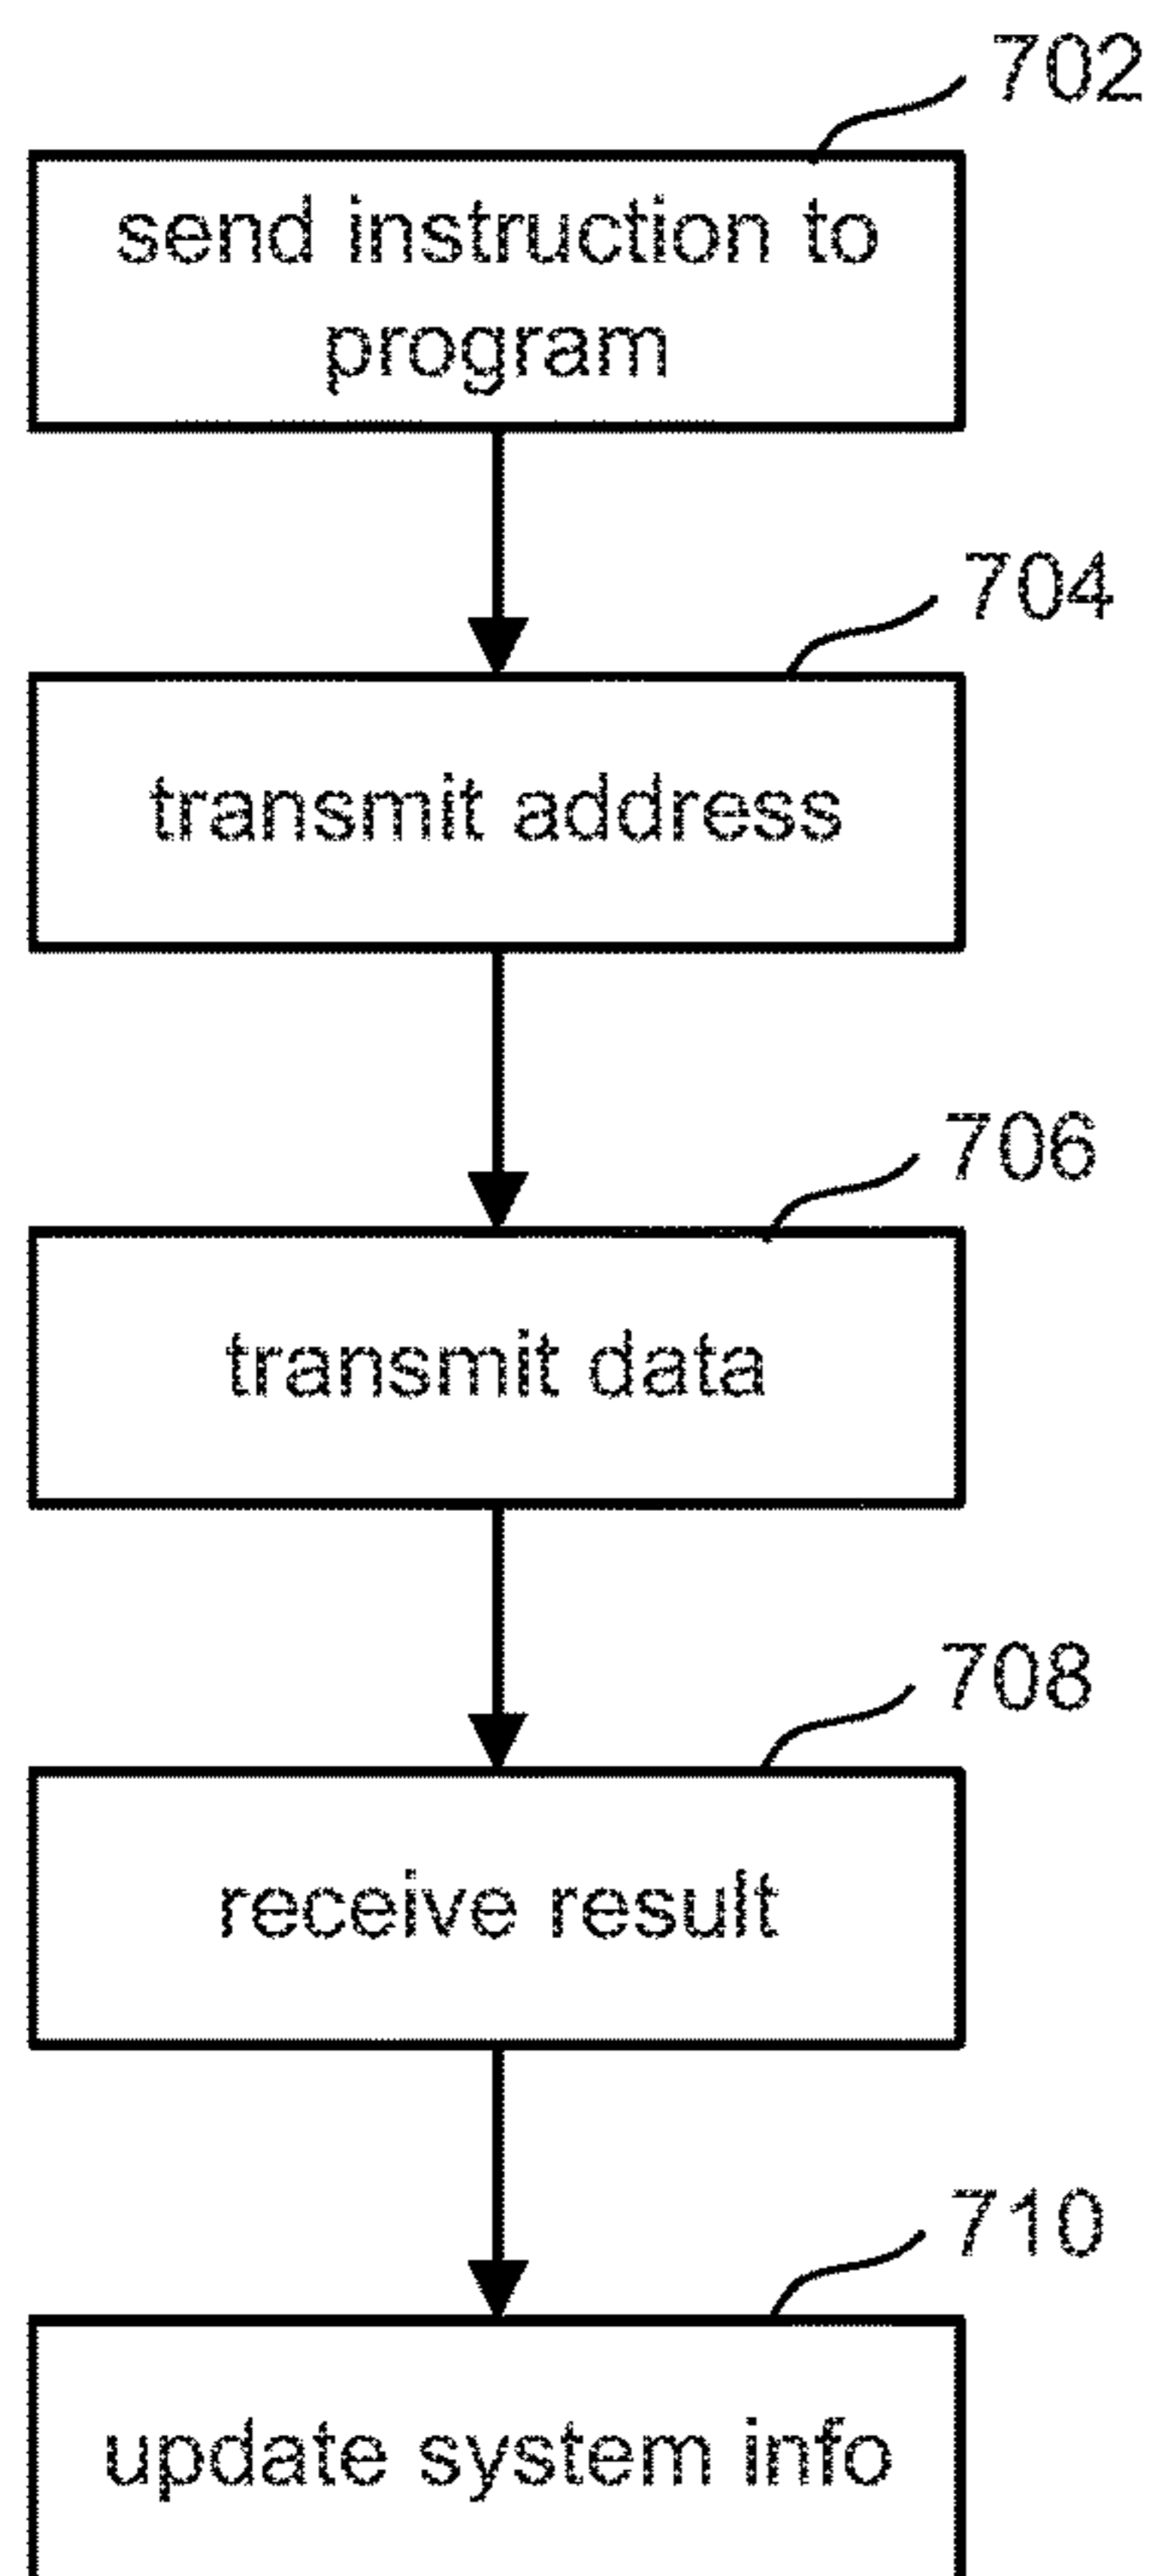 702
send instruction to
program
704
transmit address
706
transmit data
708
receive result
710
update system info